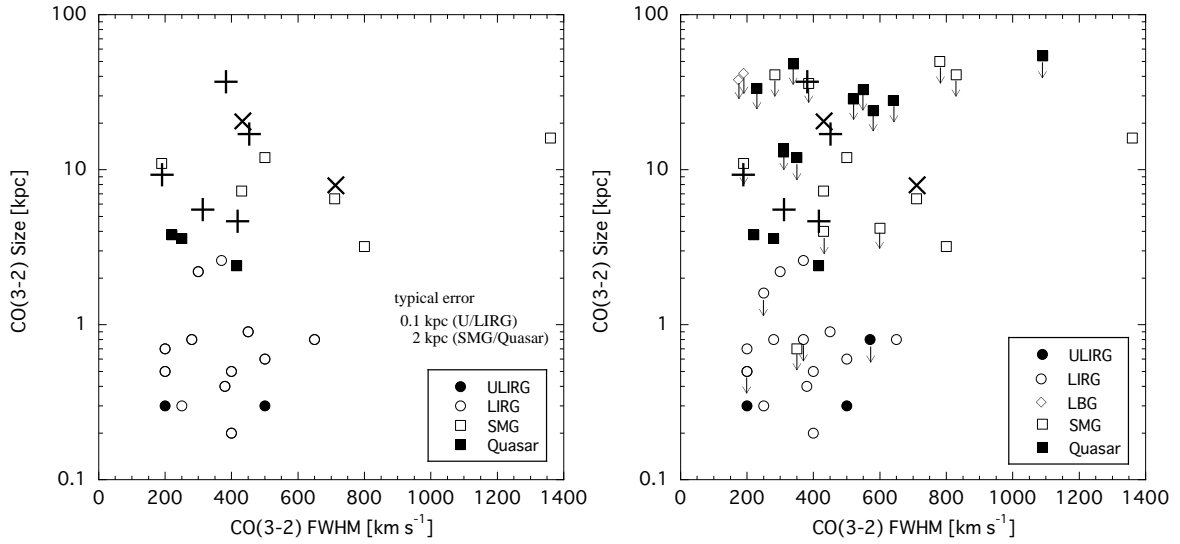 100
10
1
0.1
CO(3-2) Size [kpc]
0 200 400 600 800 1000 1200 1400
CO(3-2) FWHM [km s⁻¹]
typical error
0.1 kpc (U/LIRG)
2 kpc (SMG/Quasar)
ULIRG
LIRG
SMG
Quasar
100
10
1
0.1
CO(3-2) Size [kpc]
0 200 400 600 800 1000 1200 1400
CO(3-2) FWHM [km s⁻¹]
ULIRG
LIRG
LBG
SMG
Quasar